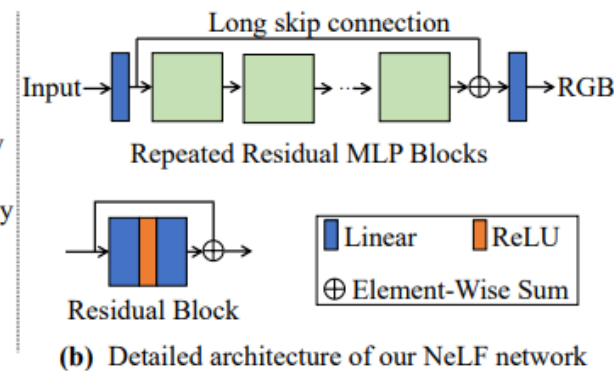 Long skip connection
Input
RGB
Repeated Residual MLP Blocks
y
Linear
ReLU
Element-Wise Sum
Residual Block
(b) Detailed architecture of our NeLF network